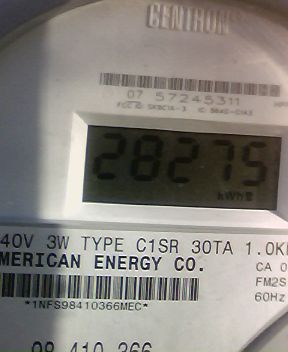 CENTRON
07 57245311
28275
kWh
40V 3W TYPE C1SR 30TA 1.0K
MERICAN ENERGY CO.
CA 0
FM2S
*1NFS98410366MEC*
60Hz
98 410 366